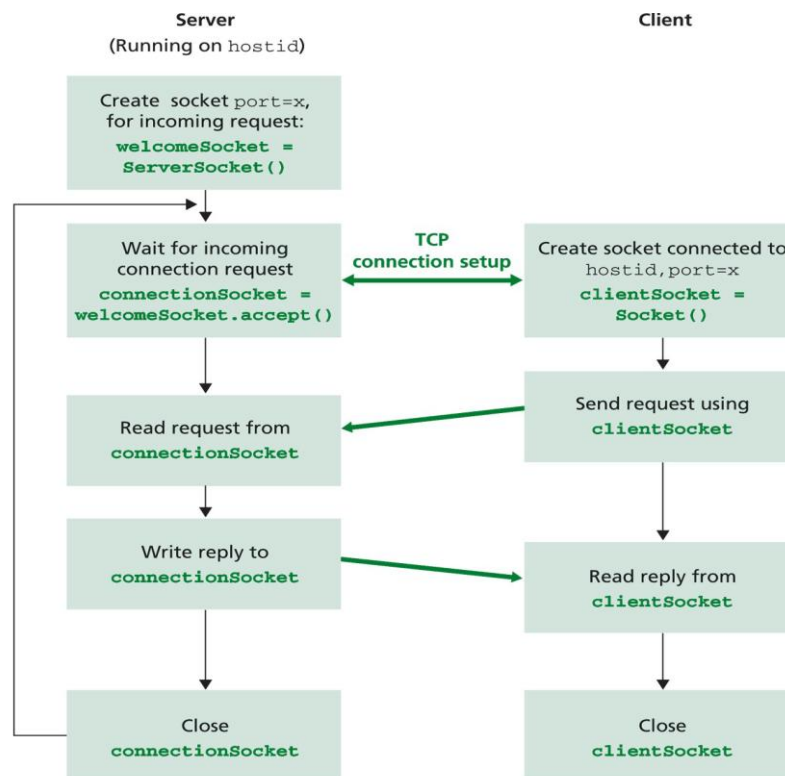 Server
(Running on hostid)
Client
Create socket port=x,
for incoming request:
welcomeSocket =
ServerSocket()
Wait for incoming
connection request
connectionSocket =
welcomeSocket.accept()
TCP
connection setup
Create socket connected to
hostid,port=x
clientSocket =
Socket()
Send request using
clientSocket
Read request from
connectionSocket
Write reply to
connectionSocket
Read reply from
clientSocket
Close
connectionSocket
Close
clientSocket